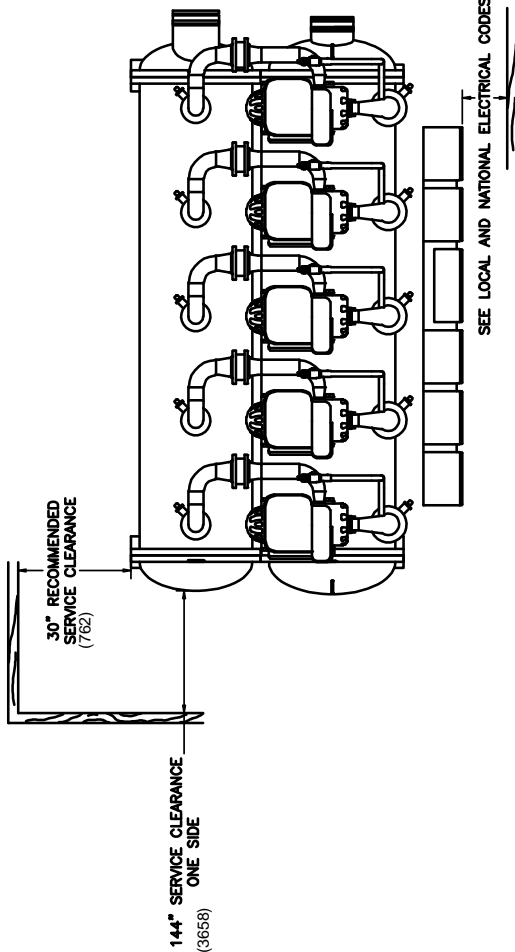 30" RECOMMENDED
SERVICE CLEARANCE
(762)
144" SERVICE CLEARANCE
ONE SIDE
(3658)
SEE LOCAL AND NATIONAL ELECTRICAL CODES